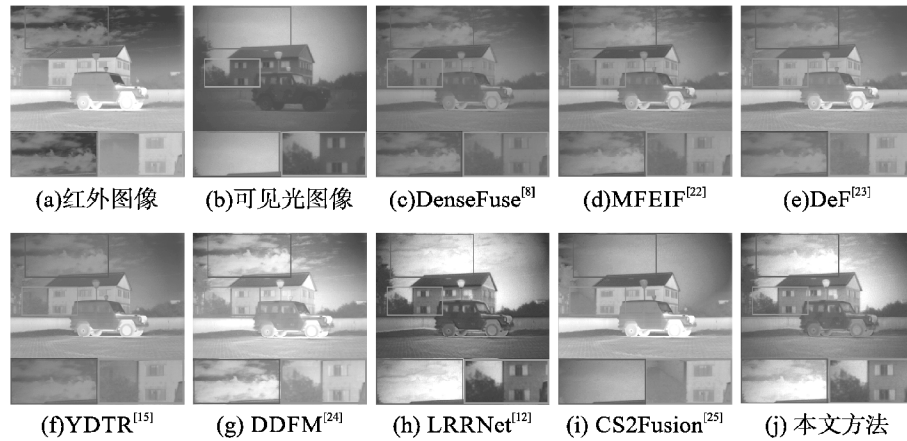 (a)红外图像
(b)可见光图像
(c)DenseFuse[8]
(d)MFEIF[22]
(e)DeF[23]
(f)YDTR[15]
(g) DDFM[24]
(h) LRRNet[12]
(i) CS2Fusion[25]
(j) 本文方法